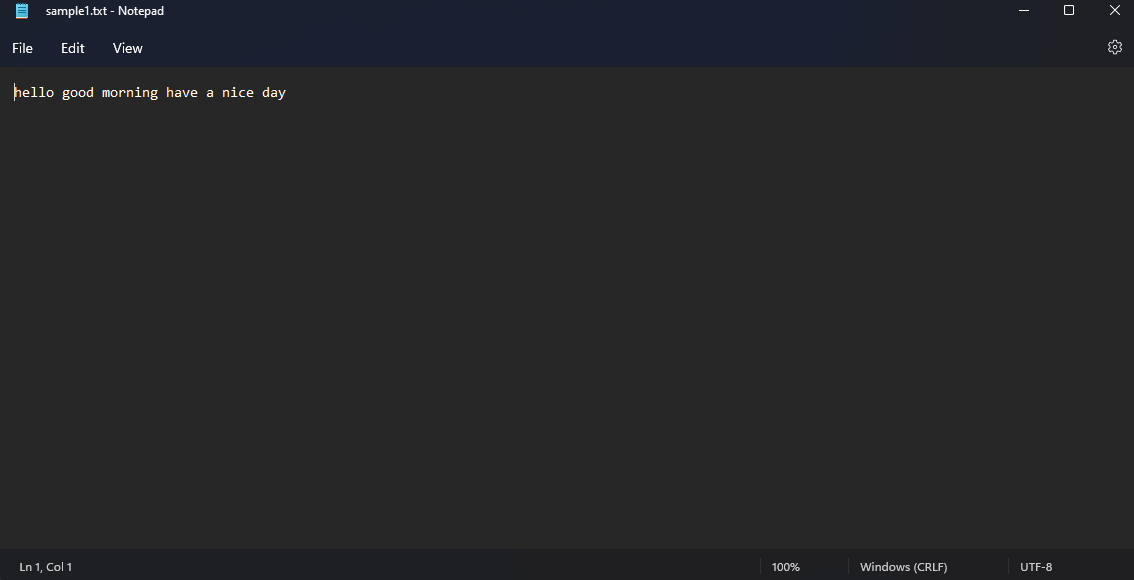 sample1.txt - Notepad
File Edit View
hello good morning have a nice day
Ln 1, Col 1 100% Windows (CRLF) UTF-8